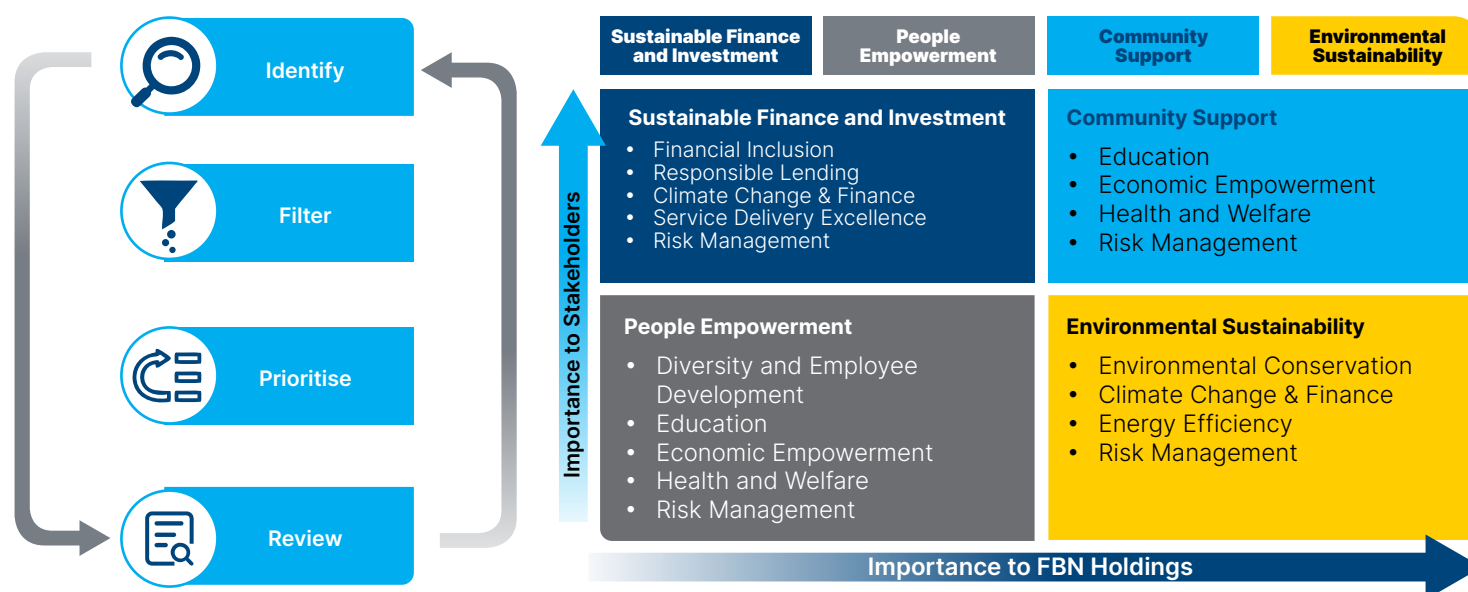 Identify
Filter
Prioritise
Review
Sustainable Finance
and Investment
People
Empowerment
Community
Support
Environmental
Sustainability
Importance to Stakeholders
Sustainable Finance and Investment
• Financial Inclusion
• Responsible Lending
• Climate Change & Finance
• Service Delivery Excellence
• Risk Management
Community Support
• Education
• Economic Empowerment
• Health and Welfare
• Risk Management
People Empowerment
• Diversity and Employee
Development
• Education
• Economic Empowerment
• Health and Welfare
• Risk Management
Environmental Sustainability
• Environmental Conservation
• Climate Change & Finance
• Energy Efficiency
• Risk Management
Importance to FBN Holdings